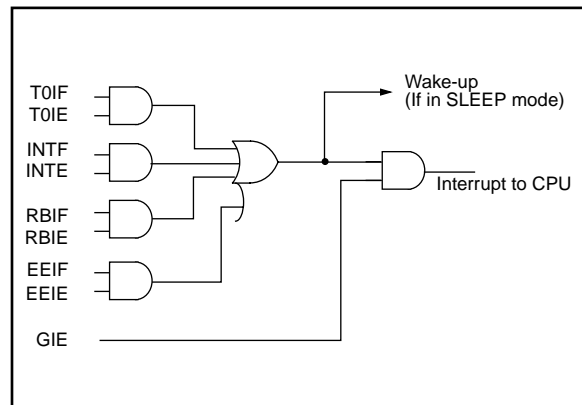 T0IF
T0IE
INTF
INTE
RBIF
RBIE
EEIF
EEIE
GIE
Wake-up
(If in SLEEP mode)
Interrupt to CPU